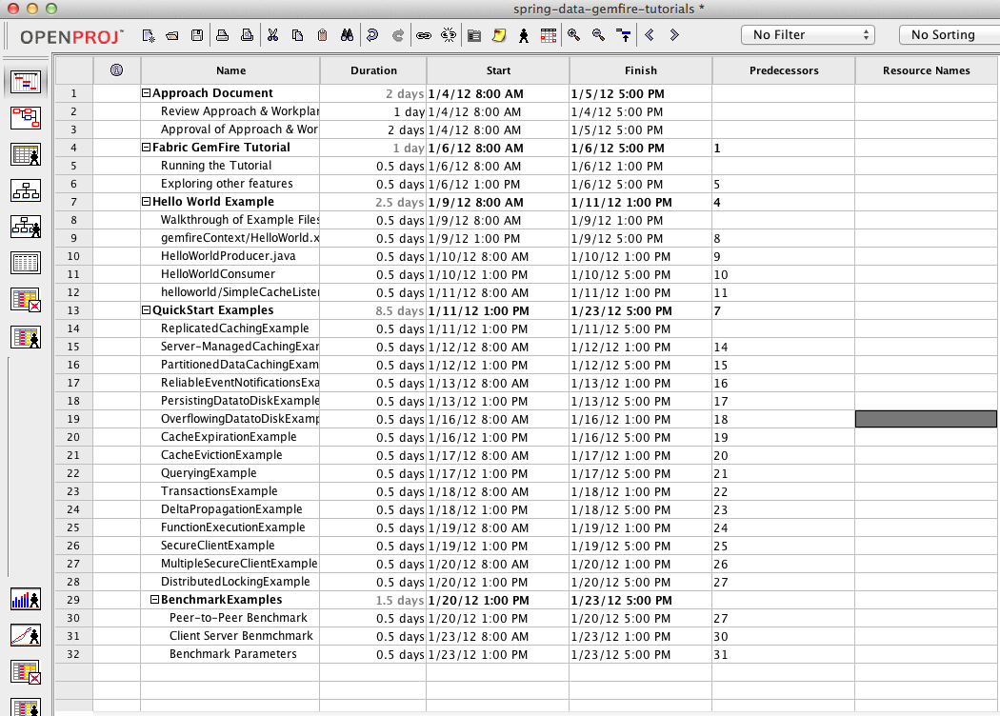 spring-data-gemfire-tutorials *
OPENPROJ No Filter No Sorting
Name Duration Start Finish Predecessors Resource Names
1 Approach Document 2 days 1/4/12 8:00 AM 1/5/12 5:00 PM
2 Review Approach & Workplan 1 day 1/4/12 8:00 AM 1/4/12 5:00 PM
3 Approval of Approach & Wor 2 days 1/4/12 8:00 AM 1/5/12 5:00 PM
4 Fabric GemFire Tutorial 1 day 1/6/12 8:00 AM 1/6/12 5:00 PM 1
5 Running the Tutorial 0.5 days 1/6/12 8:00 AM 1/6/12 1:00 PM
6 Exploring other features 0.5 days 1/6/12 1:00 PM 1/6/12 5:00 PM 5
7 Hello World Example 2.5 days 1/9/12 8:00 AM 1/11/12 1:00 PM 4
8 Walkthrough of Example Files 0.5 days 1/9/12 8:00 AM 1/9/12 1:00 PM
9 gemfireContext/HelloWorld.x 0.5 days 1/9/12 1:00 PM 1/9/12 5:00 PM 8
10 HelloWorldProducer.java 0.5 days 1/10/12 8:00 AM 1/10/12 1:00 PM 9
11 HelloWorldConsumer 0.5 days 1/10/12 1:00 PM 1/10/12 5:00 PM 10
12 helloworld/SimpleCacheListe 0.5 days 1/11/12 8:00 AM 1/11/12 1:00 PM 11
13 QuickStart Examples 8.5 days 1/11/12 1:00 PM 1/23/12 5:00 PM 7
14 ReplicatedCachingExample 0.5 days 1/11/12 1:00 PM 1/11/12 5:00 PM
15 Server-ManagedCachingExar 0.5 days 1/12/12 8:00 AM 1/12/12 1:00 PM 14
16 PartitionedDataCachingExam 0.5 days 1/12/12 1:00 PM 1/12/12 5:00 PM 15
17 ReliableEventNotificationsExa 0.5 days 1/13/12 8:00 AM 1/13/12 1:00 PM 16
18 PersistingDatatoDiskExample 0.5 days 1/13/12 1:00 PM 1/13/12 5:00 PM 17
19 OverflowingDatatoDiskExamp 0.5 days 1/16/12 8:00 AM 1/16/12 1:00 PM 18
20 CacheExpirationExample 0.5 days 1/16/12 1:00 PM 1/16/12 5:00 PM 19
21 CacheEvictionExample 0.5 days 1/17/12 8:00 AM 1/17/12 1:00 PM 20
22 QueryingExample 0.5 days 1/17/12 1:00 PM 1/17/12 5:00 PM 21
23 TransactionsExample 0.5 days 1/18/12 8:00 AM 1/18/12 1:00 PM 22
24 DeltaPropagationExample 0.5 days 1/18/12 1:00 PM 1/18/12 5:00 PM 23
25 FunctionExecutionExample 0.5 days 1/19/12 8:00 AM 1/19/12 1:00 PM 24
26 SecureClientExample 0.5 days 1/19/12 1:00 PM 1/19/12 5:00 PM 25
27 MultipleSecureClientExample 0.5 days 1/20/12 8:00 AM 1/20/12 1:00 PM 26
28 DistributedLockingExample 0.5 days 1/20/12 1:00 PM 1/20/12 5:00 PM 27
29 BenchmarkExamples 1.5 days 1/20/12 1:00 PM 1/23/12 5:00 PM
30 Peer-to-Peer Benchmark 0.5 days 1/20/12 1:00 PM 1/20/12 5:00 PM 27
31 Client Server Benmchmark 0.5 days 1/23/12 8:00 AM 1/23/12 1:00 PM 30
32 Benchmark Parameters 0.5 days 1/23/12 1:00 PM 1/23/12 5:00 PM 31